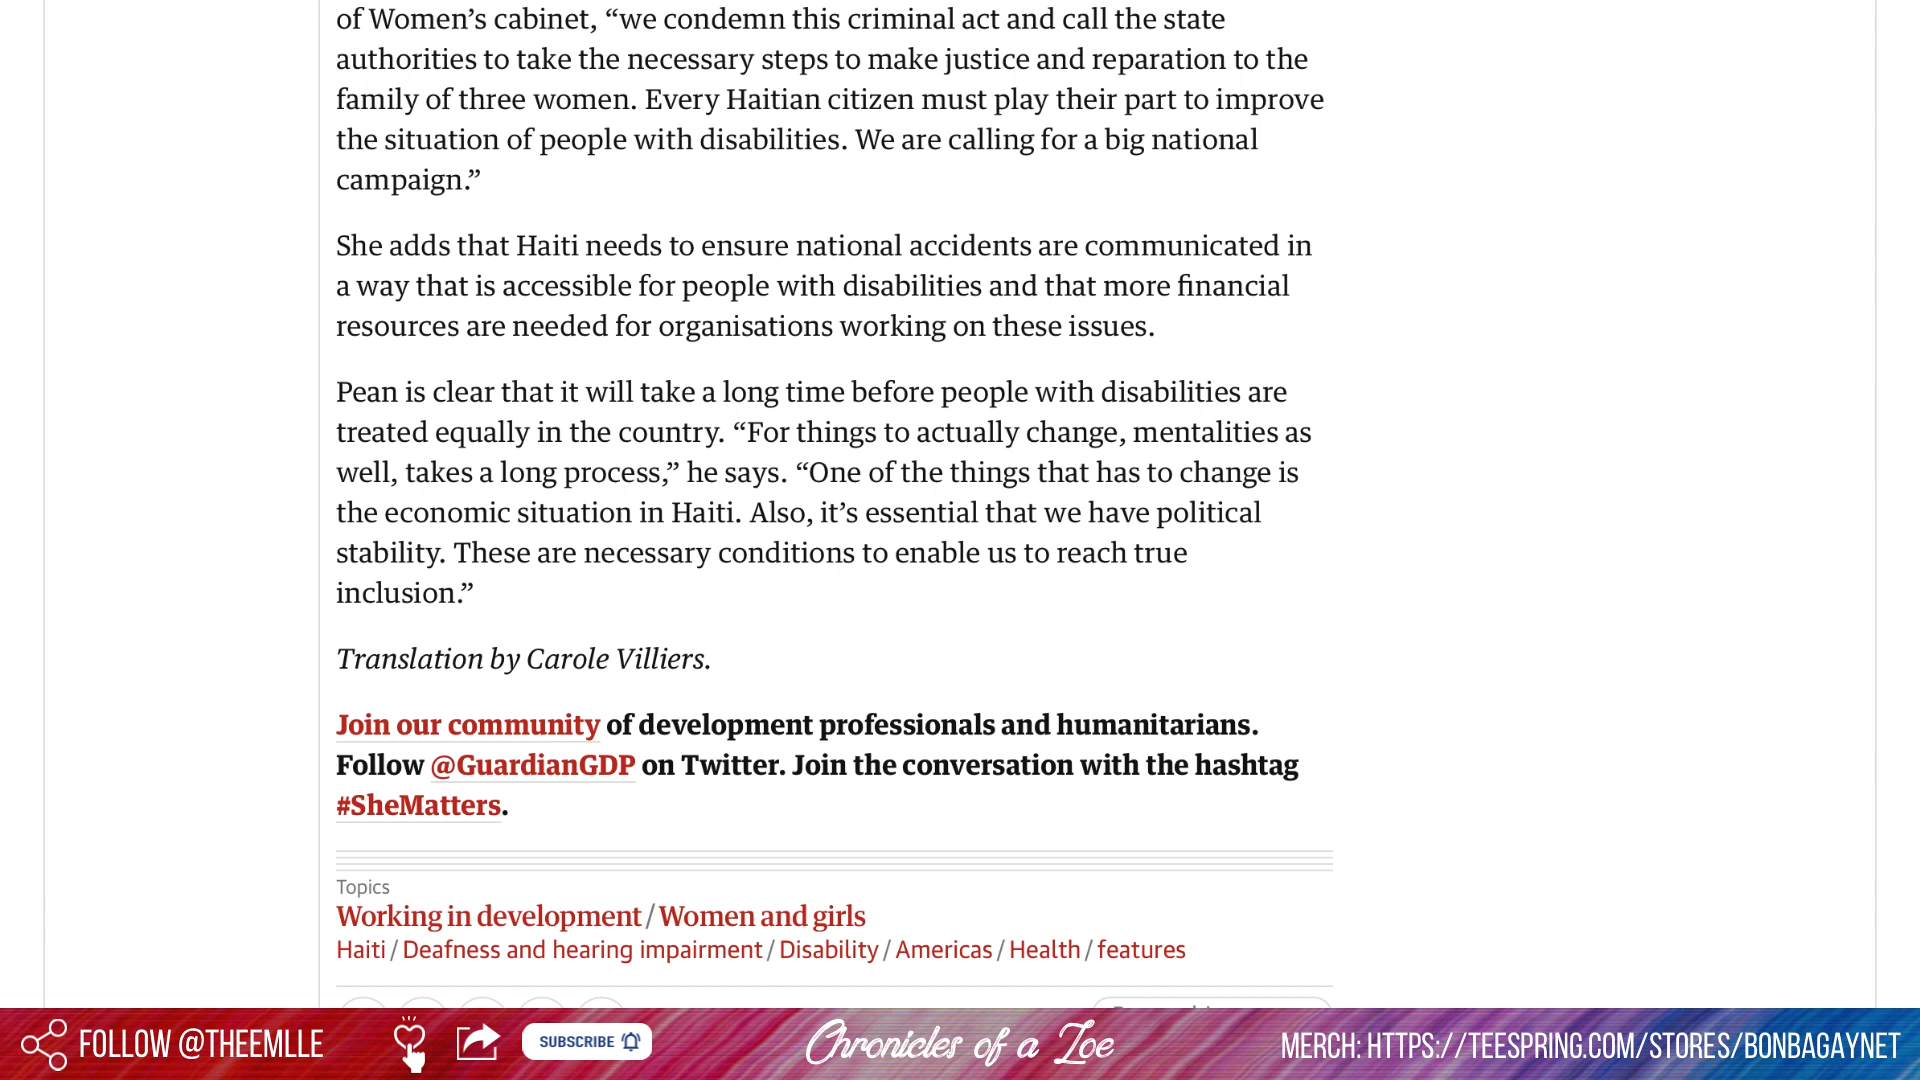 of Women’s cabinet, “we condemn this criminal act and call the state
authorities to take the necessary steps to make justice and reparation to the
family of three women. Every Haitian citizen must play their part to improve
the situation of people with disabilities. We are calling for a big national
campaign.”
She adds that Haiti needs to ensure national accidents are communicated in
a way that is accessible for people with disabilities and that more financial
resources are needed for organisations working on these issues.
Pean is clear that it will take a long time before people with disabilities are
treated equally in the country. “For things to actually change, mentalities as
well, takes a long process,” he says. “One of the things that has to change is
the economic situation in Haiti. Also, it’s essential that we have political
stability. These are necessary conditions to enable us to reach true
inclusion.”
Translation by Carole Villiers.
Join our community of development professionals and humanitarians.
Follow @GuardianGDP on Twitter. Join the conversation with the hashtag
#SheMatters.
Topics
Working in development / Women and girls
Haiti / Deafness and hearing impairment / Disability / Americas / Health / features
FOLLOW @THEEMLLE
SUBSCRIBE
Chronicles of a Zoe
MERCH: HTTPS://TEESPRING.COM/STORES/BONBAGAYNET